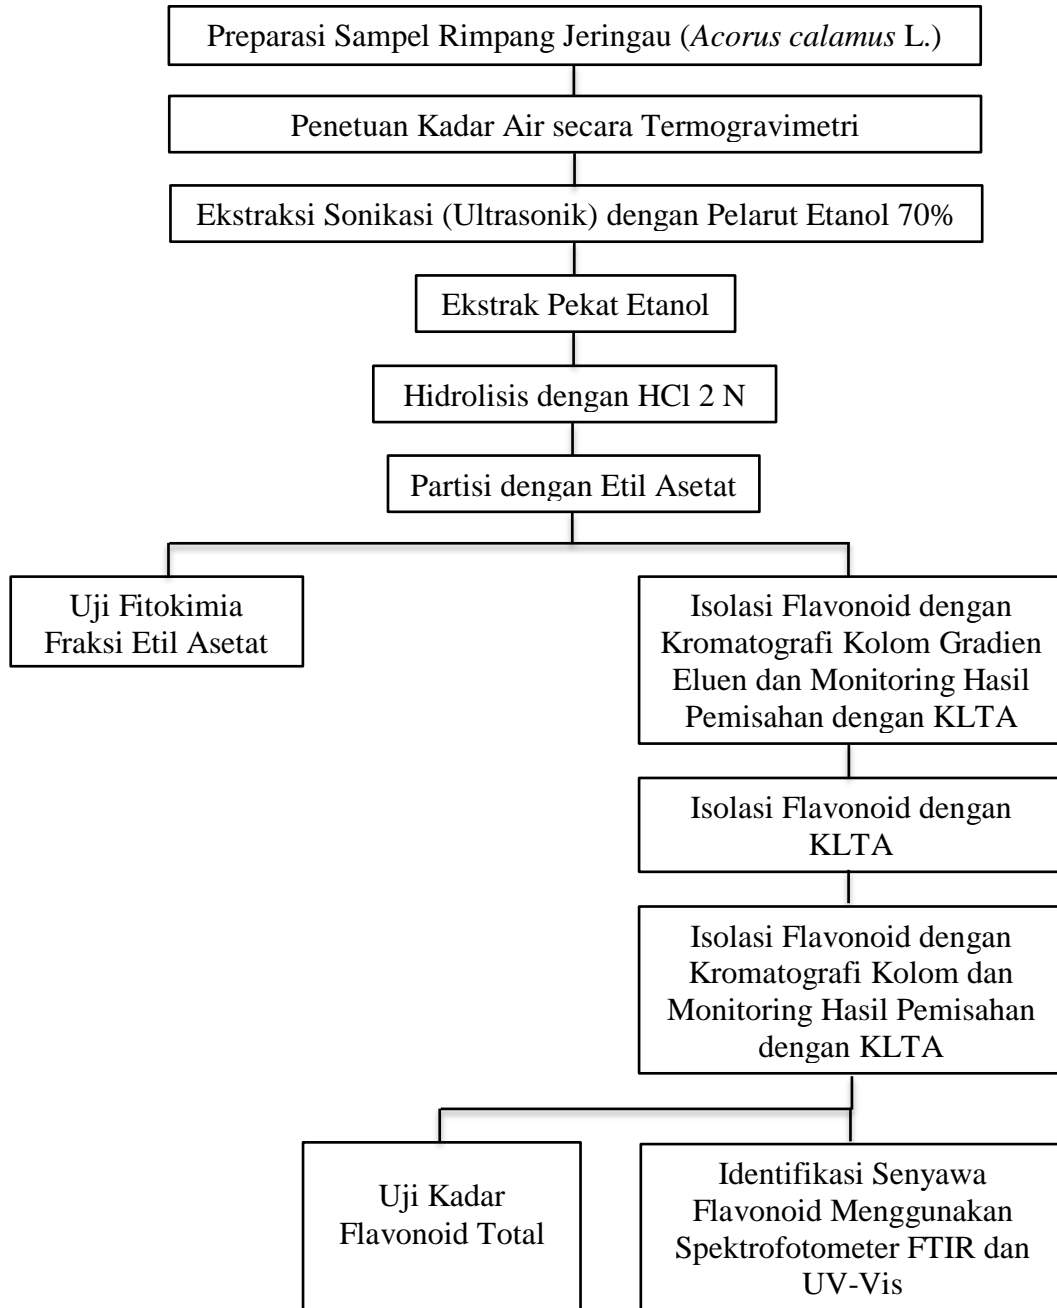 Preparasi Sampel Rimpang Jeringau (Acorus calamus L.)
Penetuan Kadar Air secara Termogravimetri
Ekstraksi Sonikasi (Ultrasonik) dengan Pelarut Etanol 70%
Ekstrak Pekat Etanol
Hidrolisis dengan HCl 2 N
Partisi dengan Etil Asetat
Uji Fitokimia
Fraksi Etil Asetat
Isolasi Flavonoid dengan
Kromatografi Kolom Gradien
Eluen dan Monitoring Hasil
Pemisahan dengan KLTA
Isolasi Flavonoid dengan
KLTA
Isolasi Flavonoid dengan
Kromatografi Kolom dan
Monitoring Hasil Pemisahan
dengan KLTA
Uji Kadar
Flavonoid Total
Identifikasi Senyawa
Flavonoid Menggunakan
Spektrofotometer FTIR dan
UV-Vis